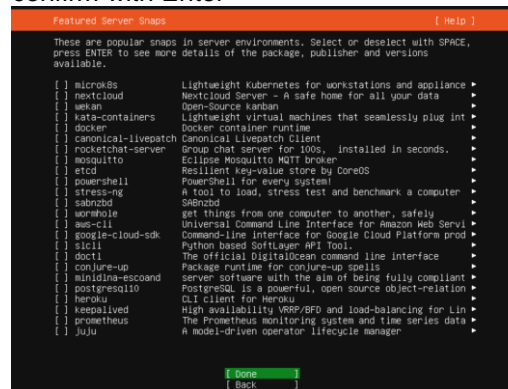 confirm with Enter
Featured Server Snaps [ Help ]
These are popular snaps in server environments. Select or deselect with SPACE,
press ENTER to see more details of the package, publisher and versions
available.
[ ] microk8s Lightweight Kubernetes for workstations and appliance ▸
[ ] nextcloud Nextcloud Server - A safe home for all your data ▸
[ ] wekan Open-Source kanban ▸
[ ] kata-containers Lightweight virtual machines that seamlessly plug int ▸
[ ] docker Docker container runtime ▸
[ ] canonical-livepatch Canonical Livepatch Client ▸
[ ] rocketchat-server Group chat server for 100s, installed in seconds. ▸
[ ] mosquitto Eclipse Mosquitto MQTT broker ▸
[ ] etcd Resilient key-value store by CoreOS ▸
[ ] powershell PowerShell for every system! ▸
[ ] stress-ng A tool to load, stress test and benchmark a computer ▸
[ ] sabnzbd SABnzbd ▸
[ ] wormhole get things from one computer to another, safely ▸
[ ] aws-cli Universal Command Line Interface for Amazon Web Servi ▸
[ ] google-cloud-sdk Command-line interface for Google Cloud Platform prod ▸
[ ] slcli Python based SoftLayer API Tool. ▸
[ ] doctl The official DigitalOcean command line interface ▸
[ ] conjure-up Package runtime for conjure-up spells ▸
[ ] minidlna-escoand server software with the aim of being fully compliant ▸
[ ] postgresql10 PostgreSQL is a powerful, open source object-relation ▸
[ ] heroku CLI client for Heroku ▸
[ ] keepalived High availability VRRP/BFD and load-balancing for Lin ▸
[ ] prometheus The Prometheus monitoring system and time series data ▸
[ ] juju A model-driven operator lifecycle manager ▸
[ Done ]
[ Back ]